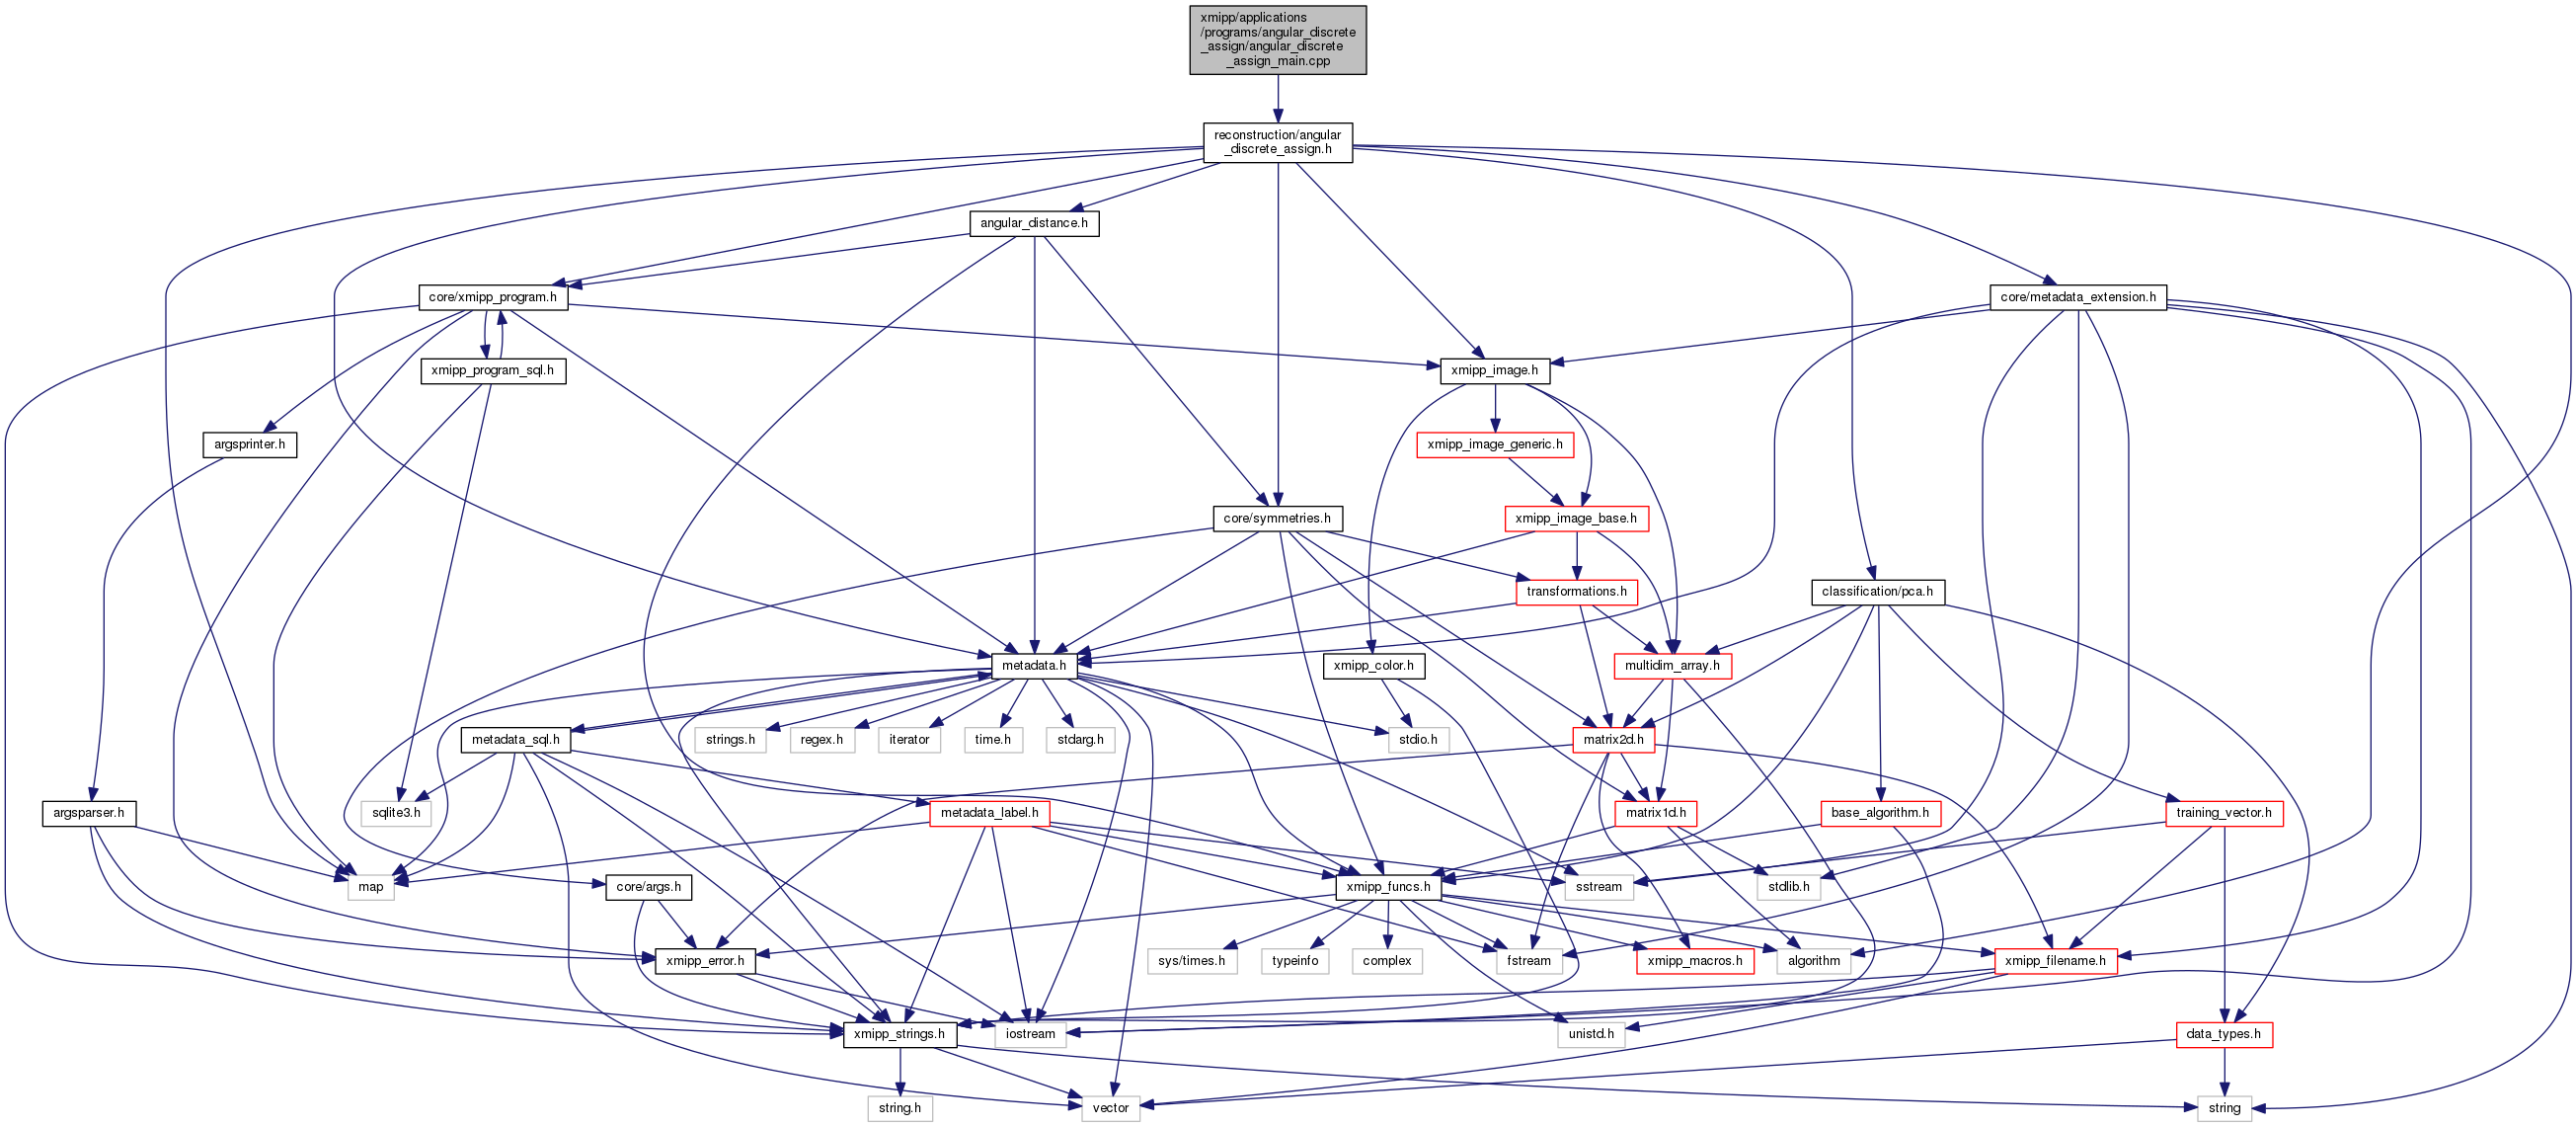 xmipp/applications
/programs/angular_discrete
_assign/angular_discrete
_assign_main.cpp
reconstruction/angular
_discrete_assign.h
angular_distance.h
core/xmipp_program.h
core/metadata_extension.h
xmipp_program_sql.h
xmipp_image.h
argsprinter.h
xmipp_image_generic.h
core/symmetries.h
xmipp_image_base.h
transformations.h
classification/pca.h
metadata.h
xmipp_color.h
multidim_array.h
metadata_sql.h
strings.h
regex.h
iterator
time.h
stdarg.h
stdio.h
matrix2d.h
argsparser.h
sqlite3.h
metadata_label.h
matrix1d.h
base_algorithm.h
training_vector.h
map
core/args.h
xmipp_funcs.h
sstream
stdlib.h
xmipp_error.h
sys/times.h
typeinfo
complex
fstream
xmipp_macros.h
algorithm
xmipp_filename.h
xmipp_strings.h
iostream
unistd.h
data_types.h
string.h
vector
string